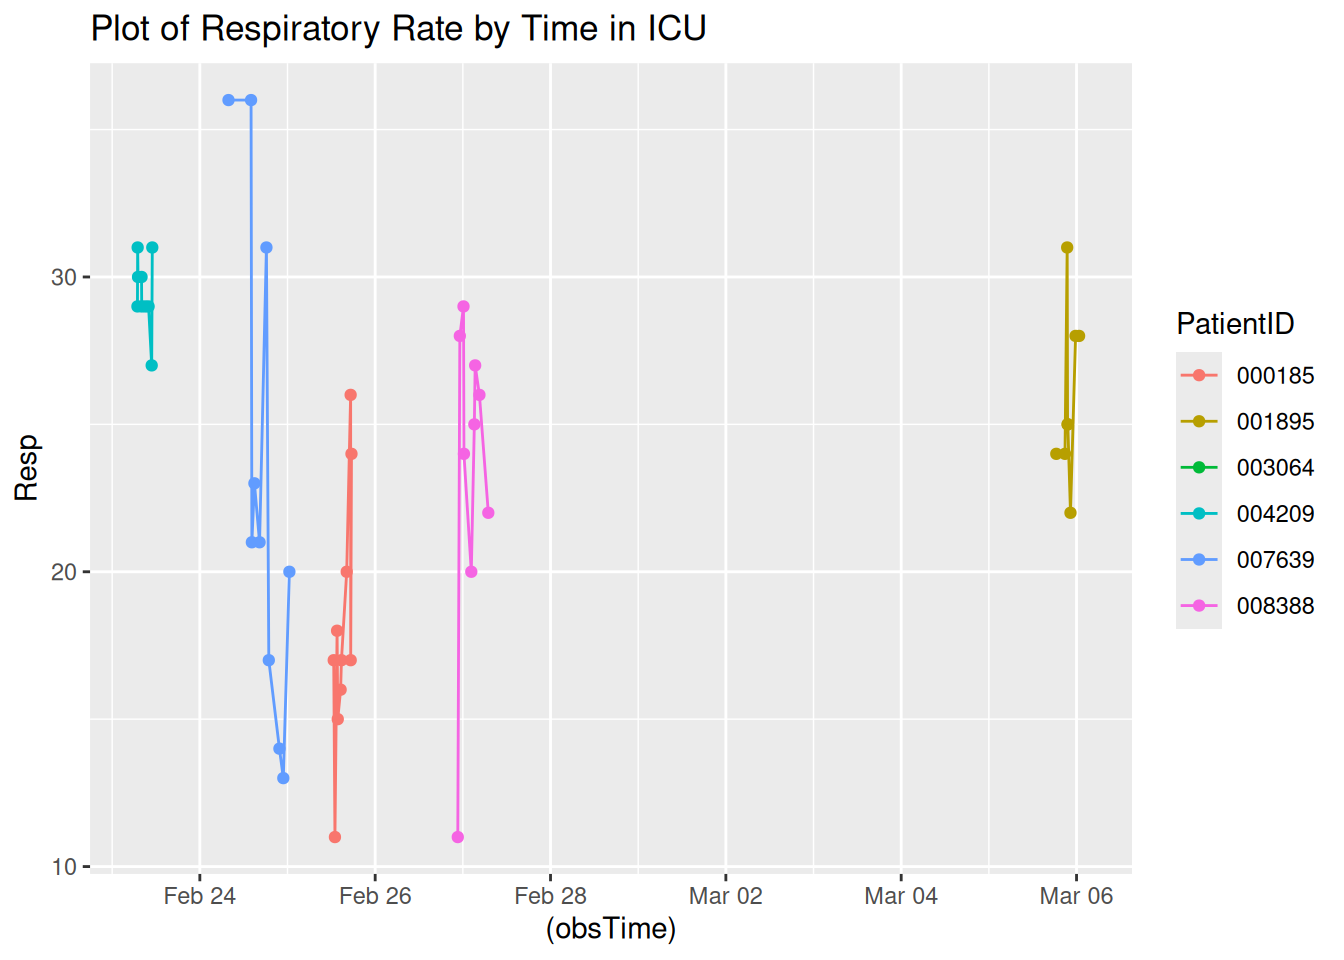 Plot of Respiratory Rate by Time in ICU
Resp
30
20
10
Feb 24
Feb 26
Feb 28
Mar 02
Mar 04
Mar 06
(obsTime)
PatientID
000185
001895
003064
004209
007639
008388